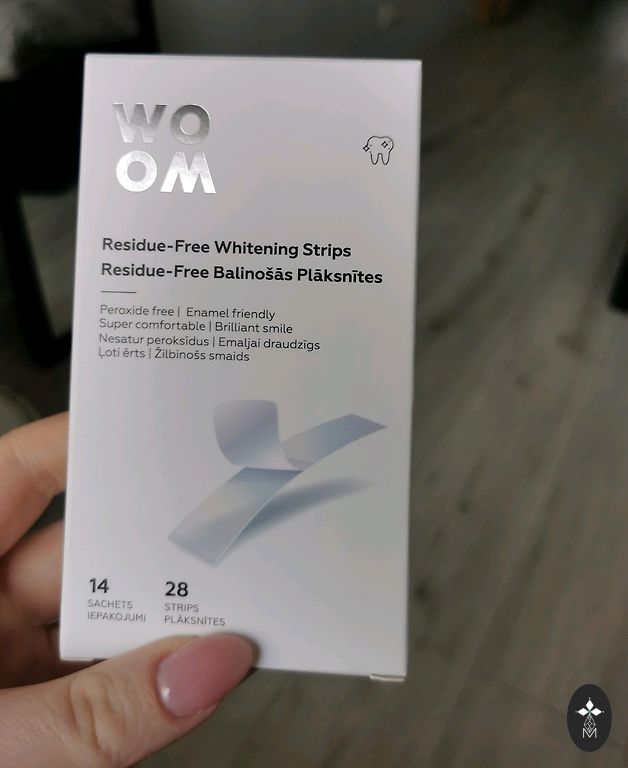 WO
OM
Residue-Free Whitening Strips
Residue-Free Balinošās Plāksnītes
Peroxide free | Enamel friendly
Super comfortable | Brilliant smile
Nesatur peroksīdus | Emaljai draudzīgs
Ļoti ērts | Žilbinošs smaids
14 28
SACHETS STRIPS
IEPAKOJUMI PLĀKSNĪTES
M